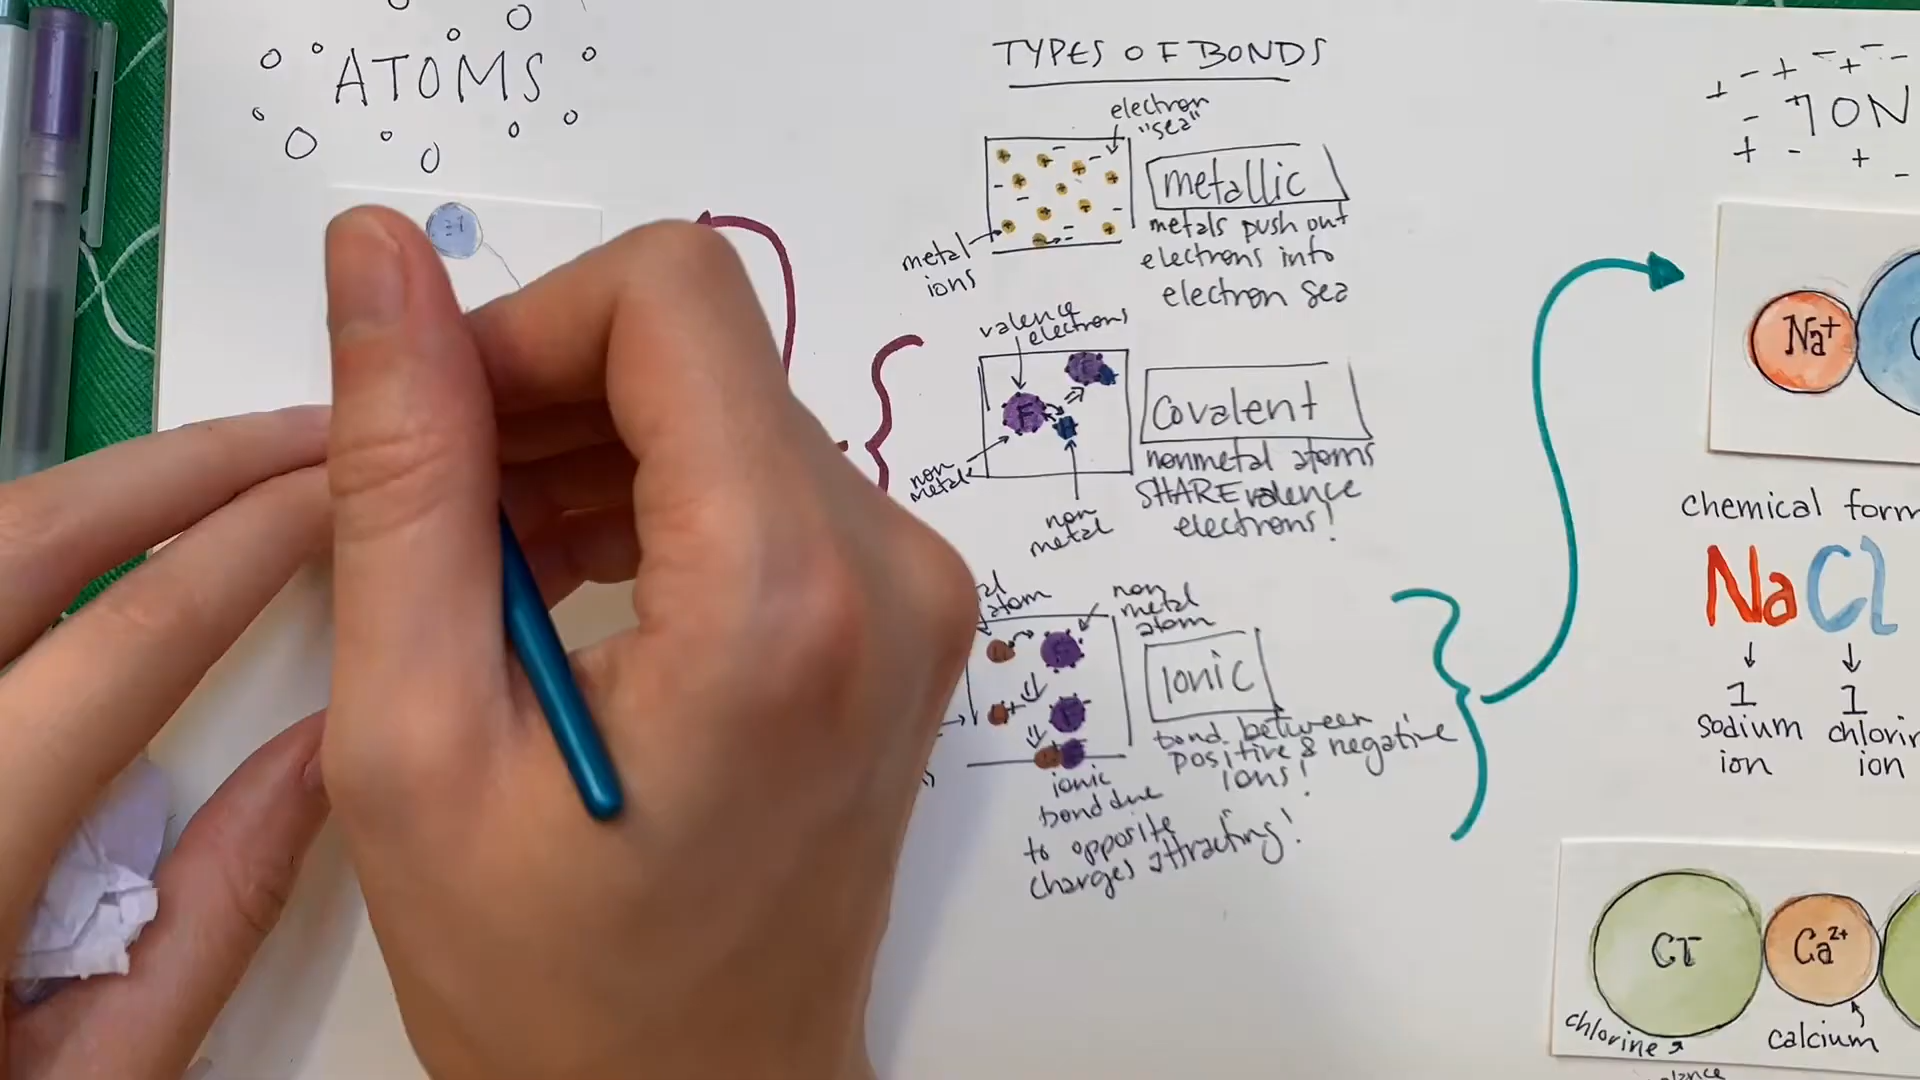 ATOMS
TYPES OF BONDS
electron
"sea"
metallic
metals push out
electrons into
electron sea
metal
ions
valence
electrons
F
H
covalent
nonmetal atoms
SHARE valence
electrons!
non
metal
non
metal
atom
non
metal
atom
Ionic
bond between
positive & negative
ions!
ionic
bond due
to opposite
charges attracting!
ION
Na+
chemical form
NaCl
1 1
sodium chlorin
ion ion
Cl-
Ca2+
chlorine
calcium